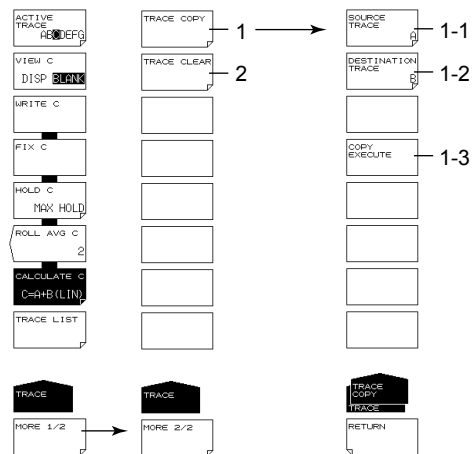 ACTIVE
TRACE
ABCDEFG
VIEW C
DISP BLANK
WRITE C
FIX C
HOLD C
MAX HOLD
ROLL AVG C
2
CALCULATE C
C=A+B(LIN)
TRACE LIST
TRACE
MORE 1/2
TRACE COPY
1
TRACE CLEAR
2
TRACE
MORE 2/2
SOURCE
TRACE
A
1-1
DESTINATION
TRACE
B
1-2
COPY
EXECUTE
1-3
TRACE
COPY
TRACE
RETURN